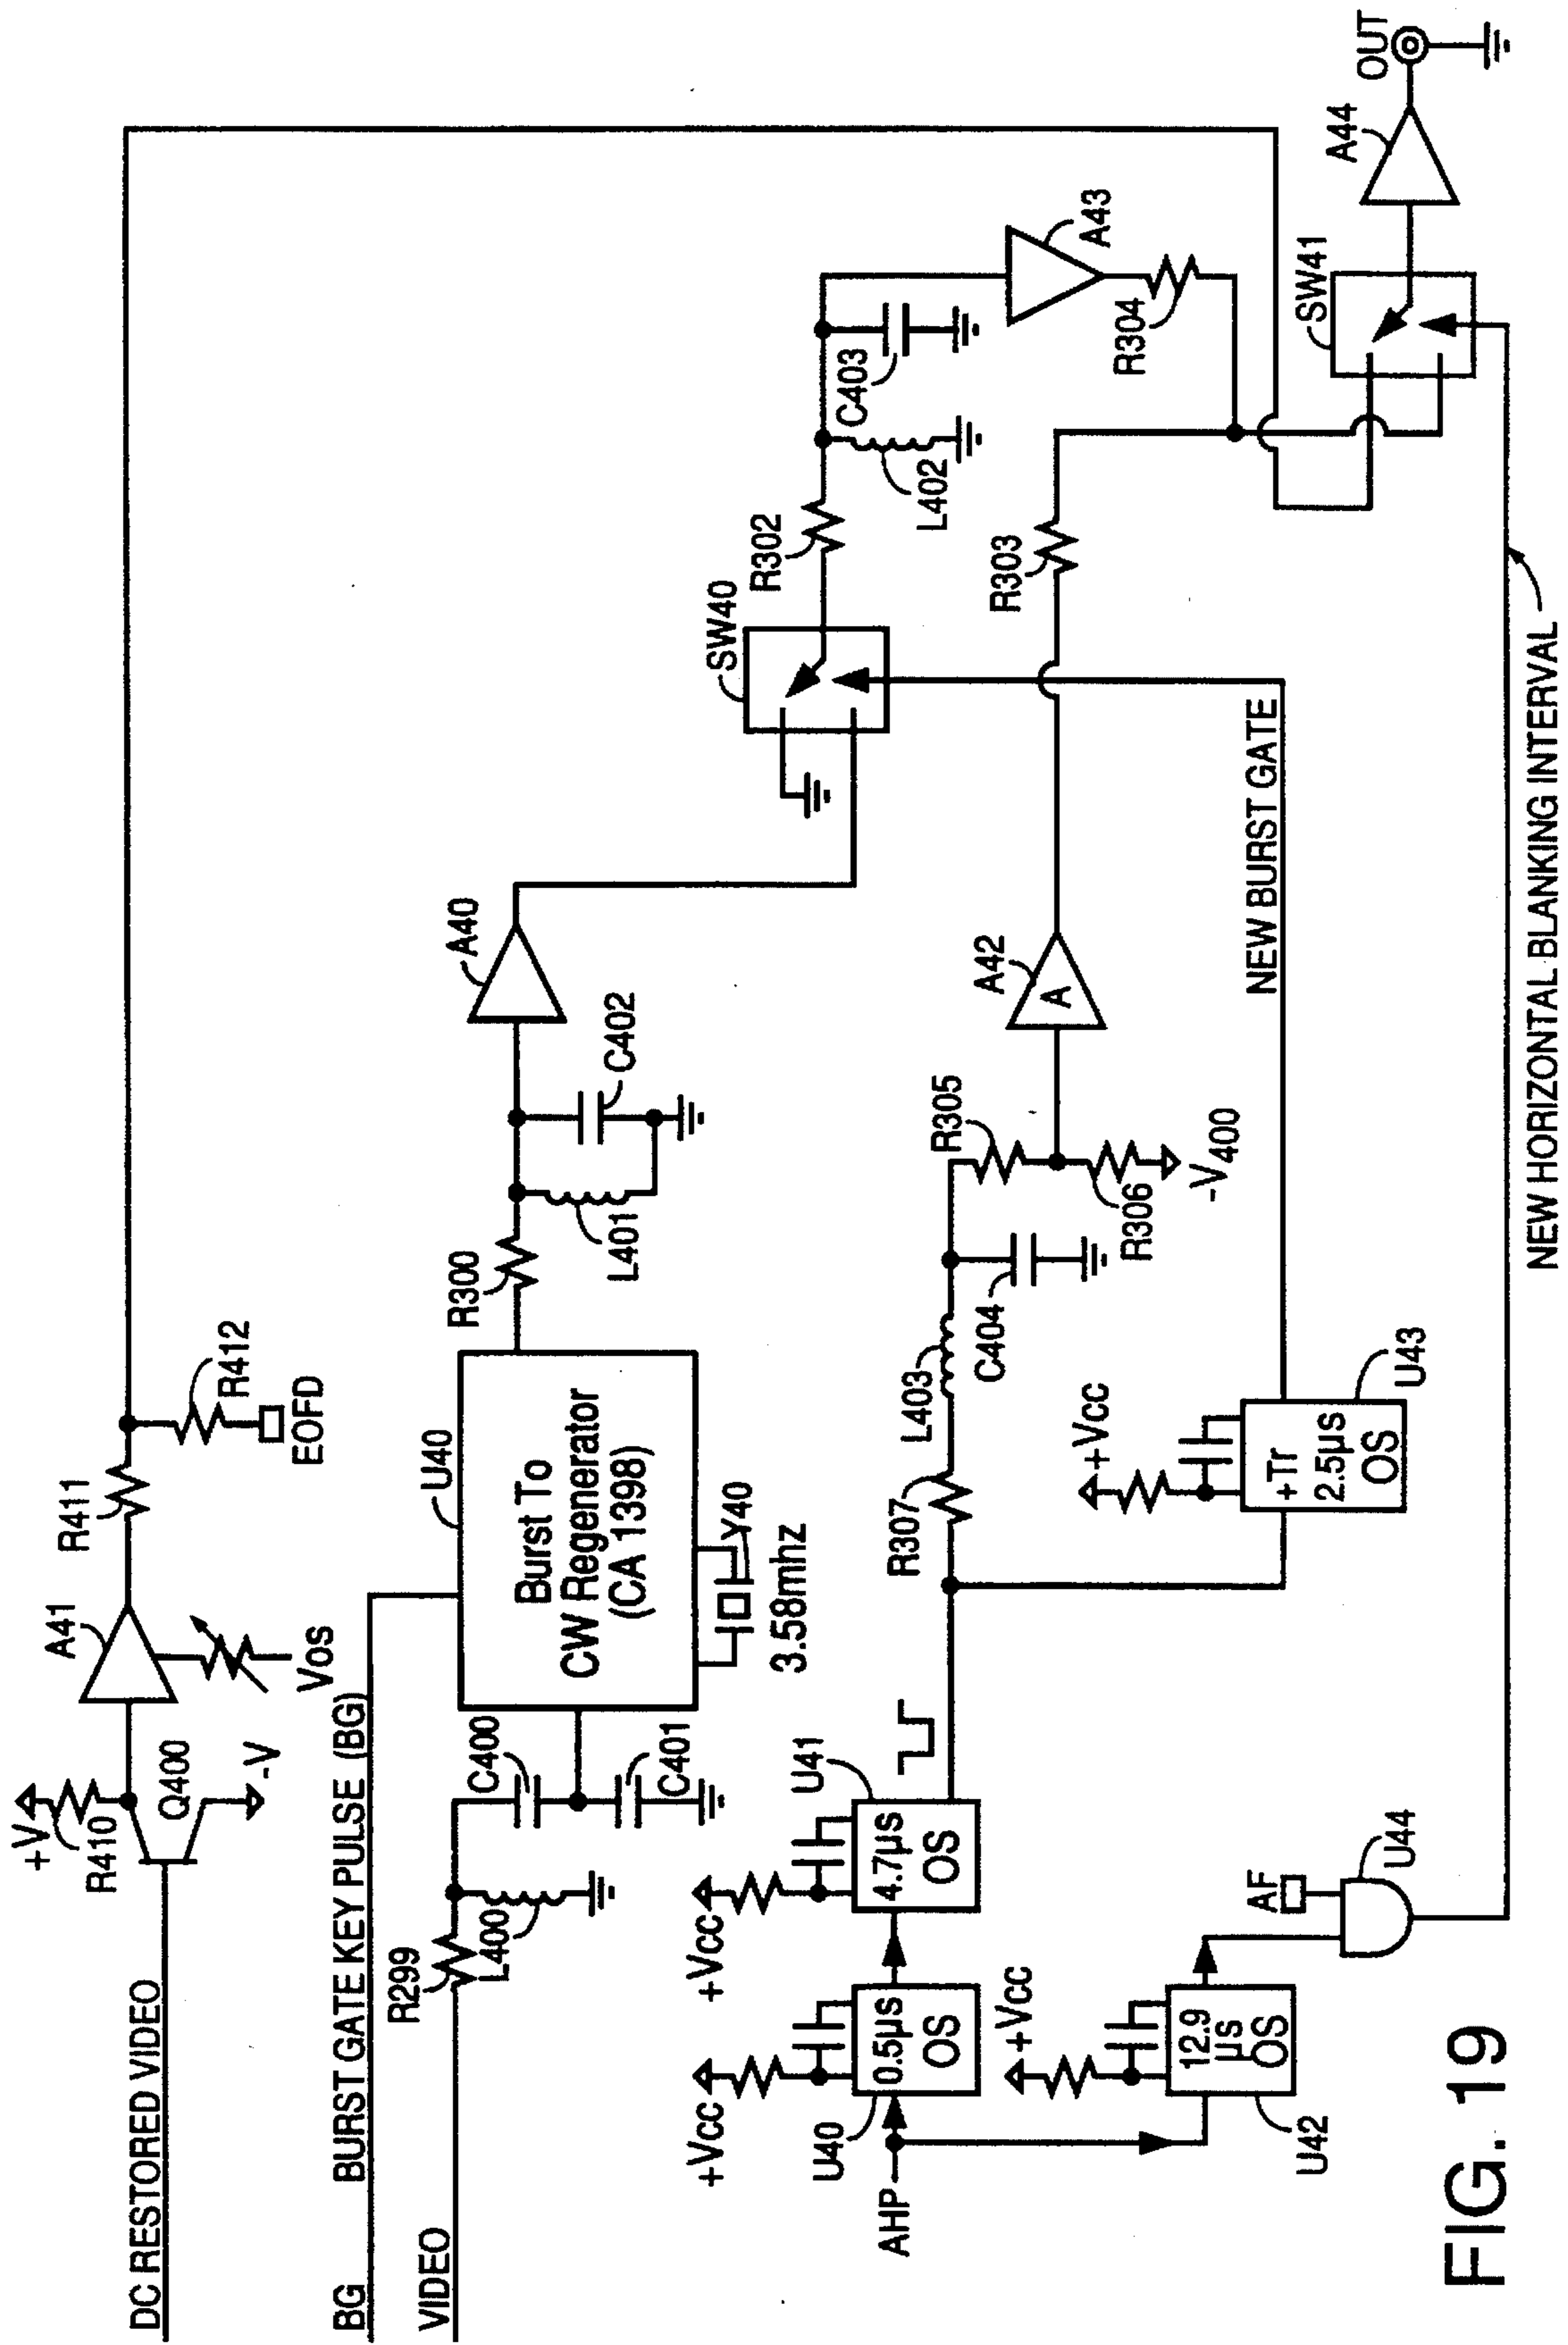 DC RESTORED VIDEO
+V
R410
Q400
-V
A41
VOS
R411
R412
EOFD
BG BURST GATE KEY PULSE (BG)
VIDEO
R299
L400
C400
C401
U40
Burst To
CW Regenerator
(CA 1398)
Y40
3.58mhz
R300
L401
C402
A40
SW40
R302
L402
C403
A43
R304
AHP
+Vcc
0.5µs
OS
U40
+Vcc
4.7µs
OS
U41
R307
L403
C404
R305
R306
-V400
A42
A
R303
+Vcc
12.9
µs
OS
U42
AF
U44
+Vcc
+Tr
2.5µs
OS
U43
NEW BURST GATE
SW41
A44
OUT
NEW HORIZONTAL BLANKING INTERVAL
FIG. 19